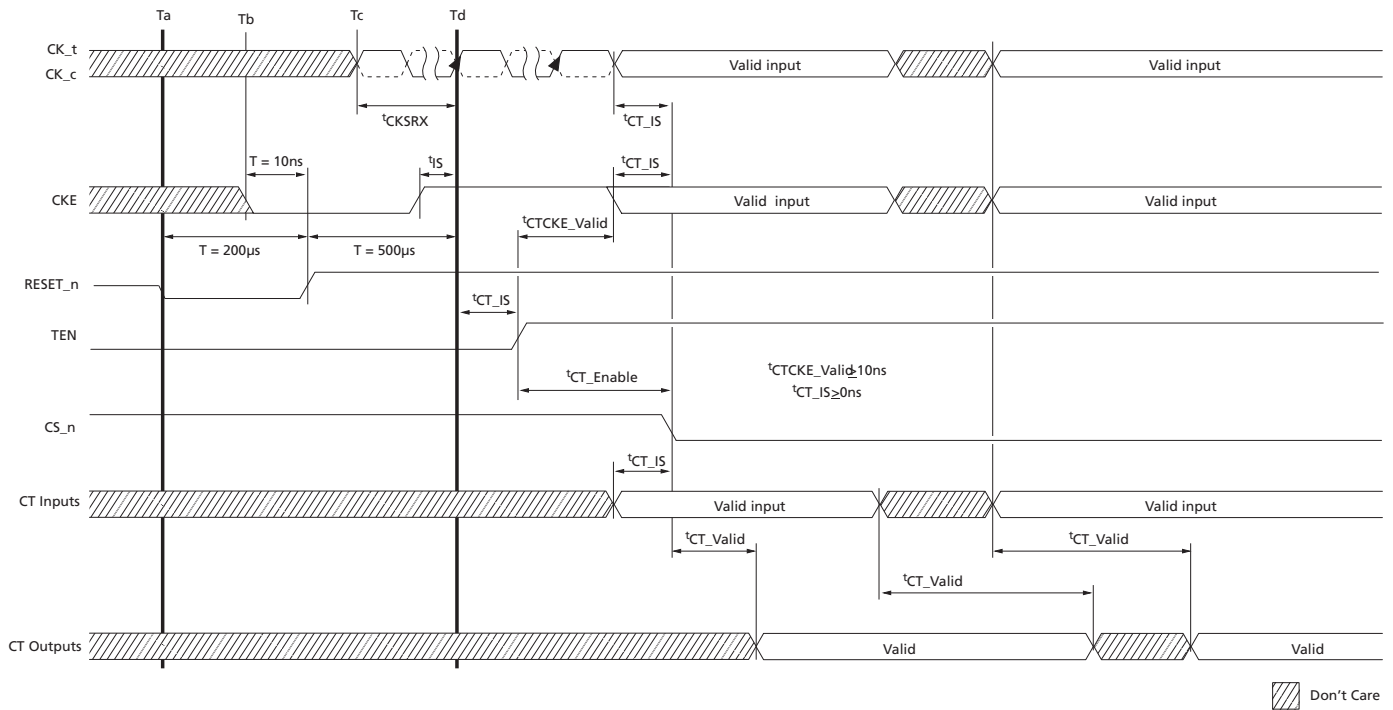 Ta Tb Tc Td
CK_t
CK_c
Valid input Valid input
tCKSRX tCT_IS
T = 10ns tIS tCT_IS
CKE Valid input Valid input
tCTCKE_Valid
T = 200µs T = 500µs
RESET_n
tCT_IS
TEN
tCT_Enable tCTCKE_Valid≥10ns
tCT_IS≥0ns
CS_n
tCT_IS
CT Inputs Valid input Valid input
tCT_Valid tCT_Valid
tCT_Valid
CT Outputs Valid Valid
Don't Care